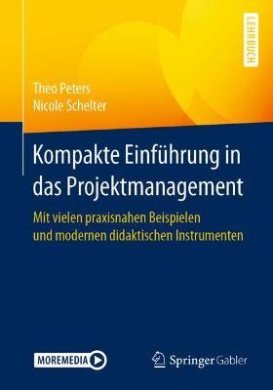 LEHRBUCH
Theo Peters
Nicole Schelter
Kompakte Einführung in
das Projektmanagement
Mit vielen praxisnahen Beispielen
und modernen didaktischen Instrumenten
MOREMEDIA
Springer Gabler